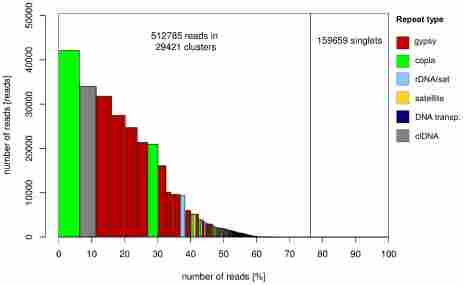 512785 reads in
29421 clusters
159659 singlets
Repeat type
gypsy
copia
rDNA/sat
satellite
DNA transp.
clDNA
number of reads [reads]
50000
40000
30000
20000
10000
0
0 10 20 30 40 50 60 70 80 90 100
number of reads [%]